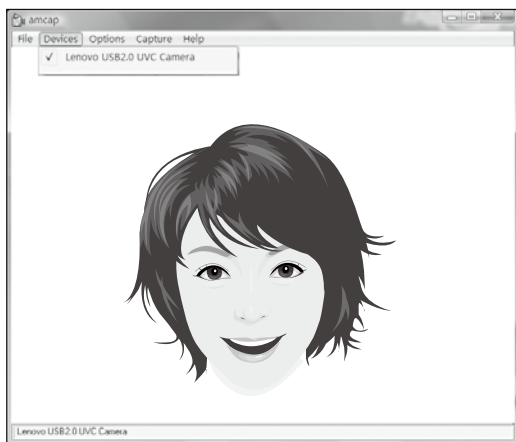 amcap
File Devices Options Capture Help
✓ Lenovo USB2.0 UVC Camera
Lenovo USB2.0 UVC Camera